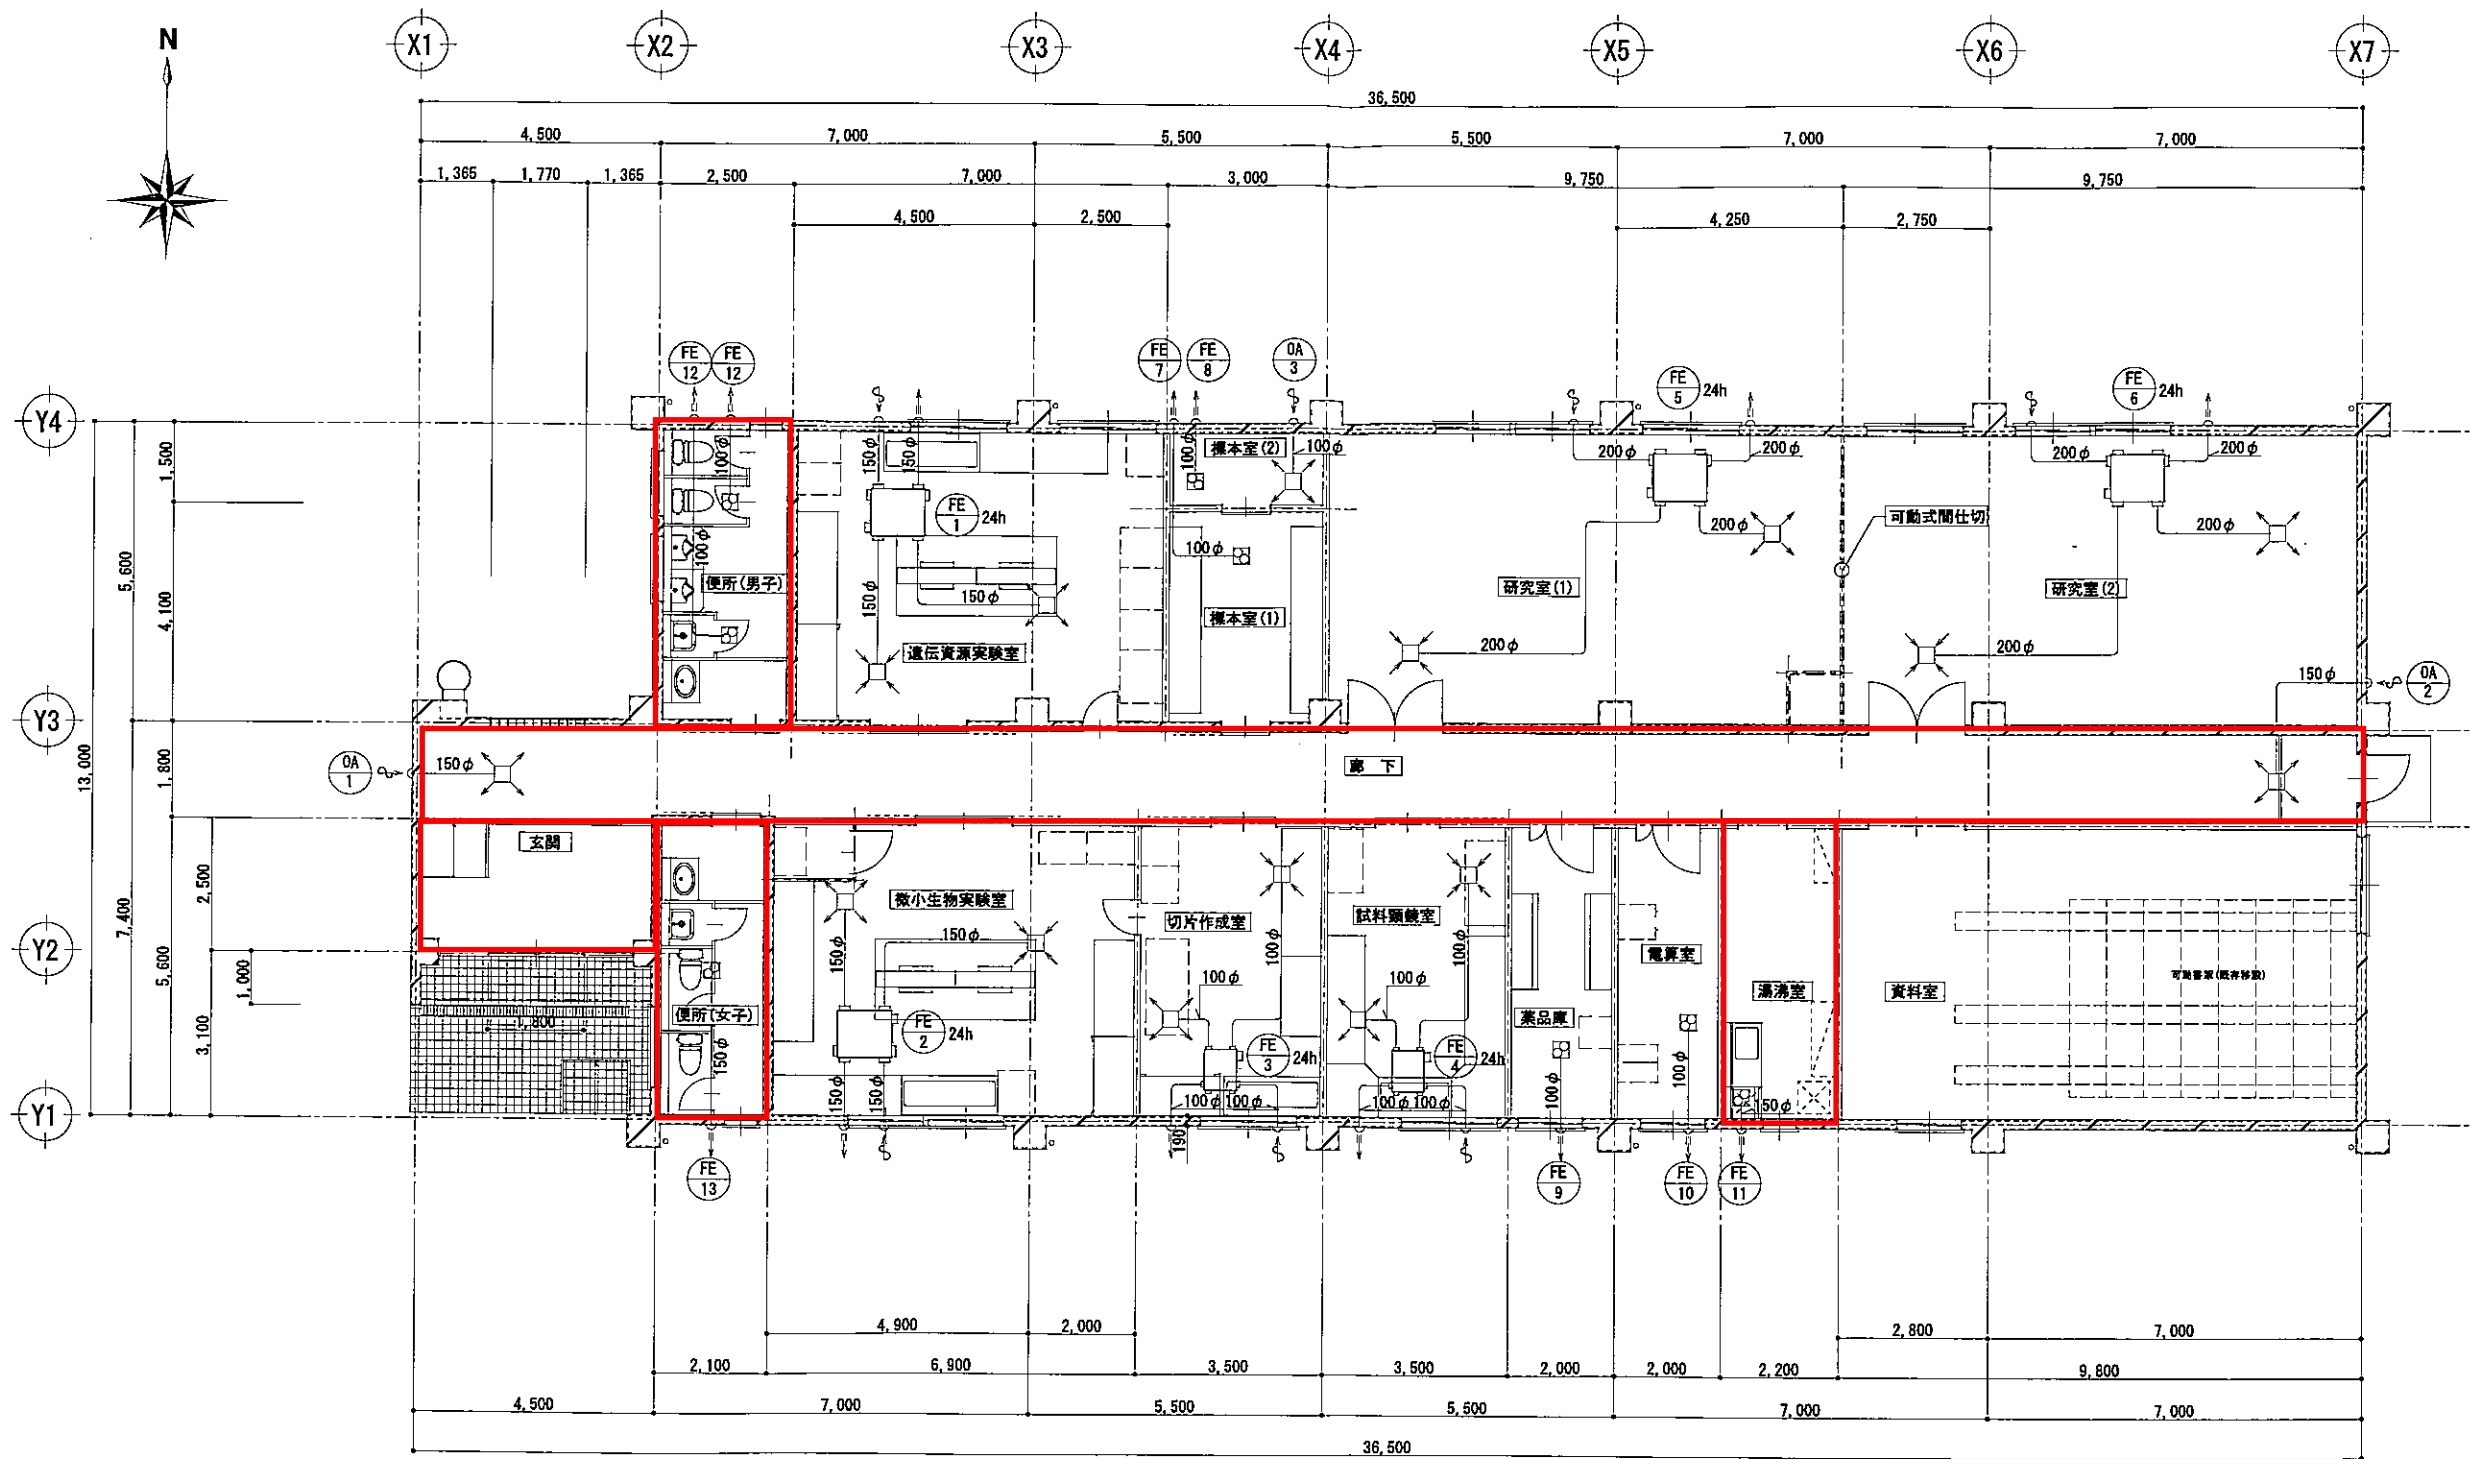 N
X1
X2
X3
X4
X5
X6
X7
36,500
4,500
7,000
5,500
5,500
7,000
7,000
1,365
1,770
1,365
2,500
7,000
3,000
9,750
9,750
4,500
2,500
4,250
2,750
FE 12
FE 12
FE 7
FE 8
OA 3
FE 5 24h
FE 6 24h
Y4
Y3
Y2
Y1
13,000
5,600
7,400
1,500
4,100
1,800
5,600
2,500
3,100
1,000
100φ
100φ
便所(男子)
150φ
150φ
FE 1 24h
150φ
150φ
遺伝資源実験室
100φ
標本室(2)
100φ
100φ
標本室(1)
200φ
200φ
200φ
研究室(1)
200φ
可動式間仕切
200φ
200φ
200φ
研究室(2)
200φ
150φ
OA 2
OA 1
150φ
廊 下
玄関
1,800
便所(女子)
150φ
微小生物実験室
150φ
150φ
FE 2 24h
150φ
150φ
切片作成室
100φ
100φ
FE 3 24h
100φ
100φ
190
試料顕鏡室
100φ
100φ
FE 4 24h
100φ
100φ
薬品庫
100φ
電算室
100φ
湯沸室
50φ
資料室
可動書架(既存移設)
FE 13
FE 9
FE 10
FE 11
4,900
2,000
2,800
7,000
2,100
6,900
3,500
3,500
2,000
2,000
2,200
9,800
4,500
7,000
5,500
5,500
7,000
7,000
36,500